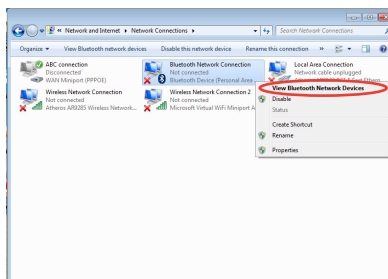 « Network and Internet ▸ Network Connections ▸
Search Network Connections
Organize ▾ View Bluetooth network devices Disable this network device Rename this connection »
ABC connection
Disconnected
WAN Miniport (PPPOE)
Bluetooth Network Connection
Not connected
Bluetooth Device (Personal Area ...
Local Area Connection
Network cable unplugged
Wireless Network Connection
Not connected
Atheros AR9285 Wireless Network...
Wireless Network Connection 2
Not connected
Microsoft Virtual WiFi Miniport A...
View Bluetooth Network Devices
Disable
Status
Create Shortcut
Rename
Properties